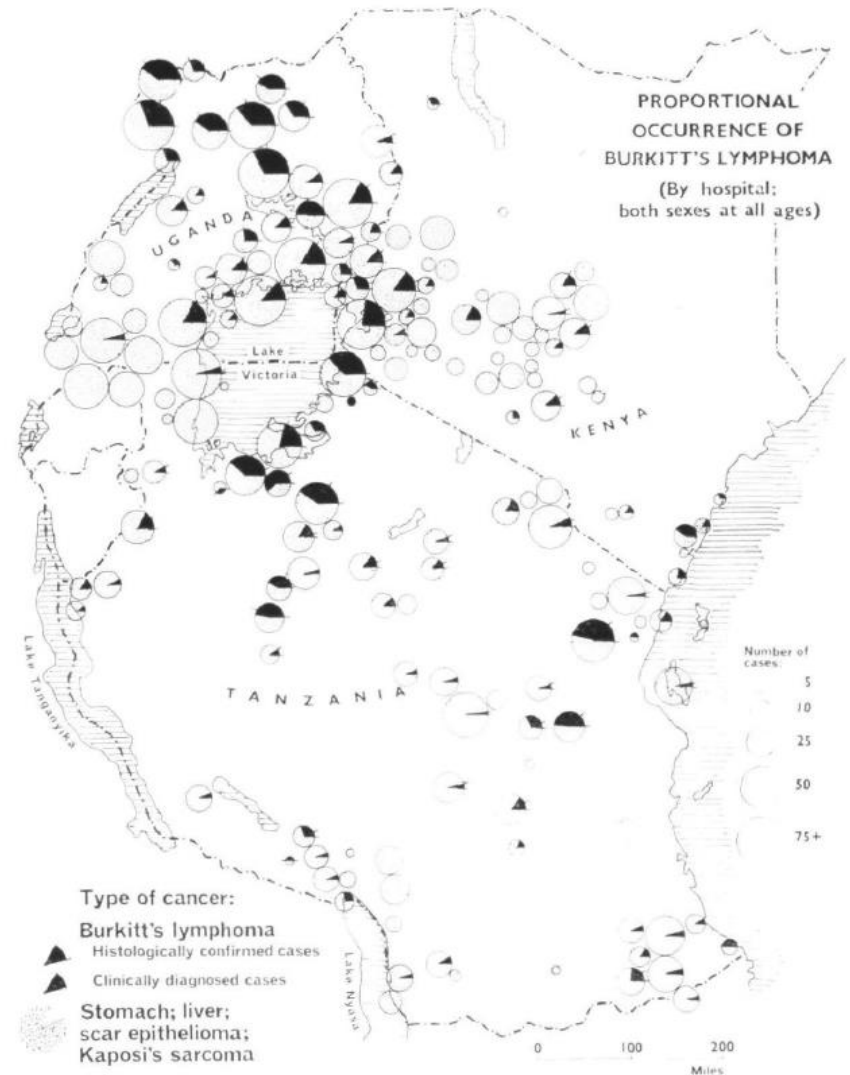 PROPORTIONAL
OCCURRENCE OF
BURKITT'S LYMPHOMA
(By hospital;
both sexes at all ages)
UGANDA
Lake
Victoria
KENYA
Lake Tanganyika
TANZANIA
Number of
cases:
5
10
25
50
75+
Type of cancer:
Burkitt's lymphoma
Histologically confirmed cases
Clinically diagnosed cases
Stomach; liver;
scar epithelioma;
Kaposi's sarcoma
Lake Nyasa
0 100 200
Miles